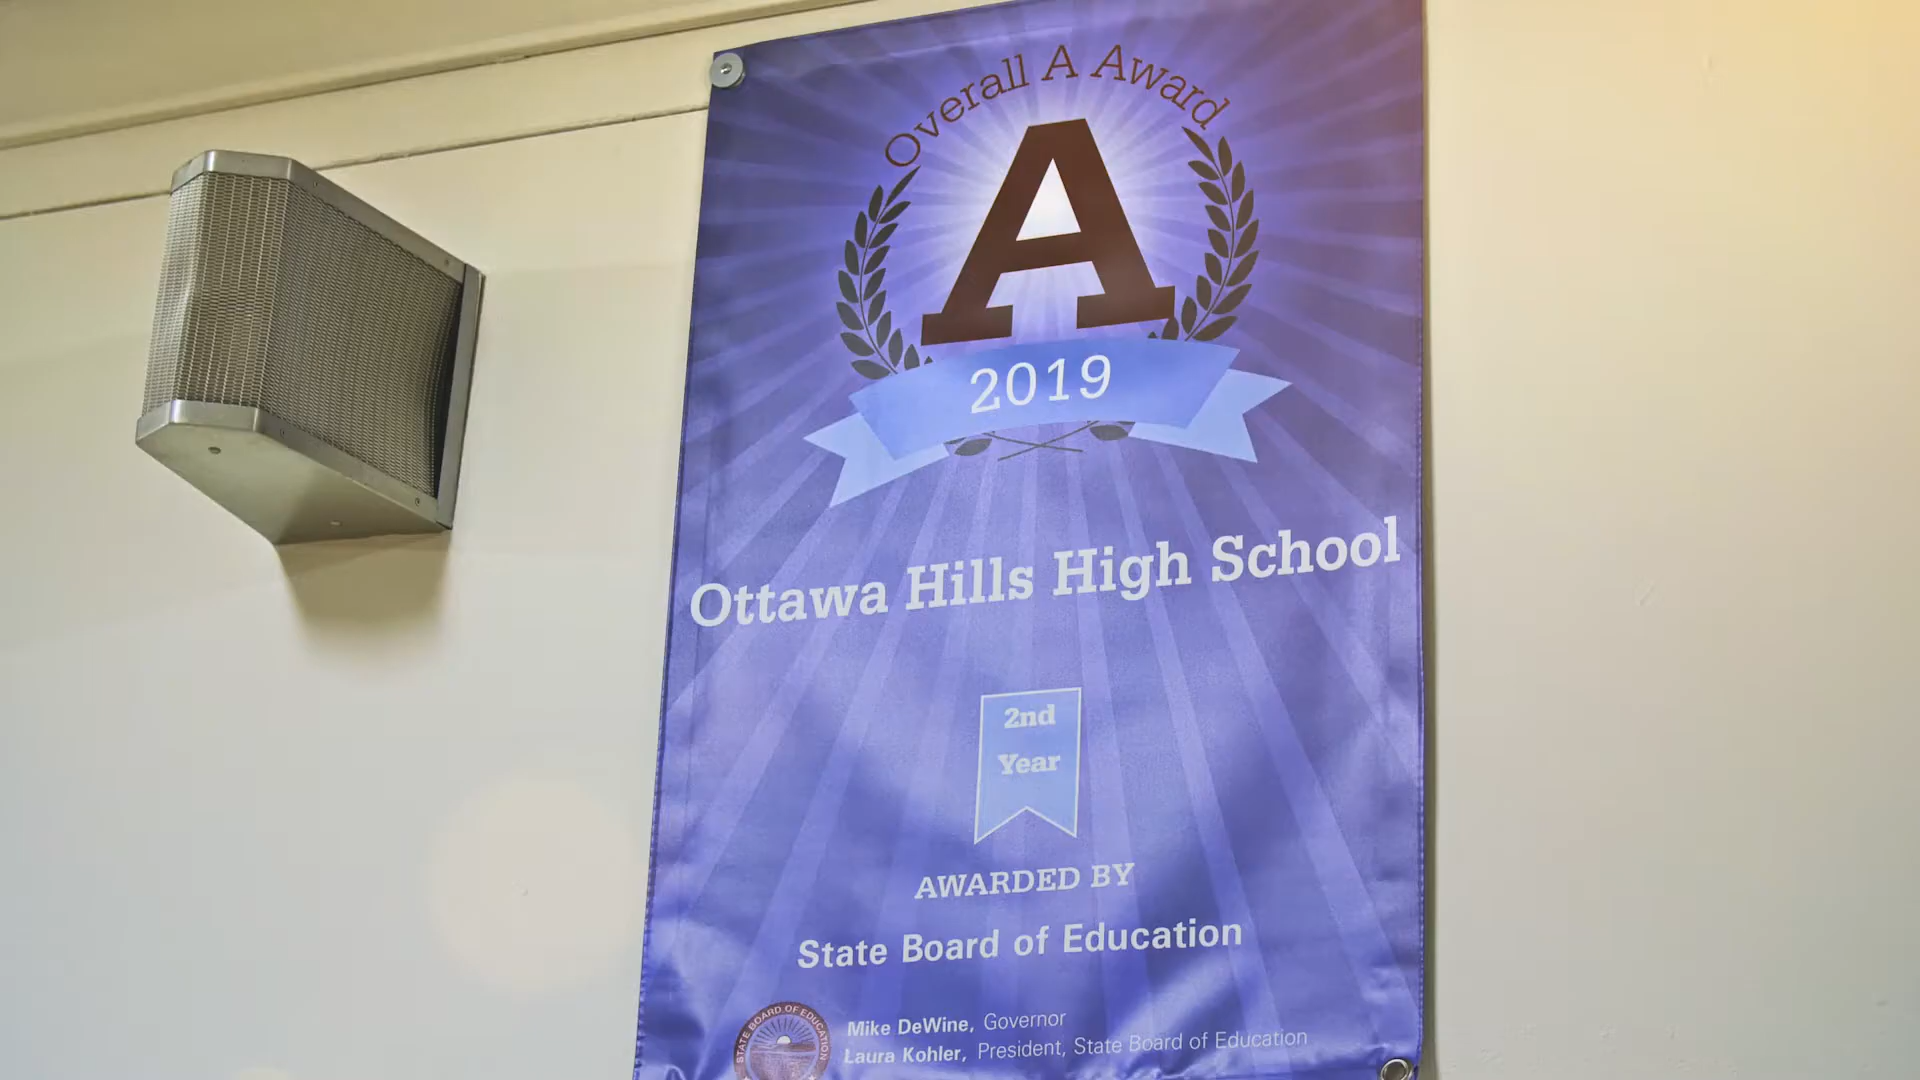 Overall A Award
A
2019
Ottawa Hills High School
2nd
Year
AWARDED BY
State Board of Education
STATE BOARD OF EDUCATION
Mike DeWine, Governor
Laura Kohler, President, State Board of Education